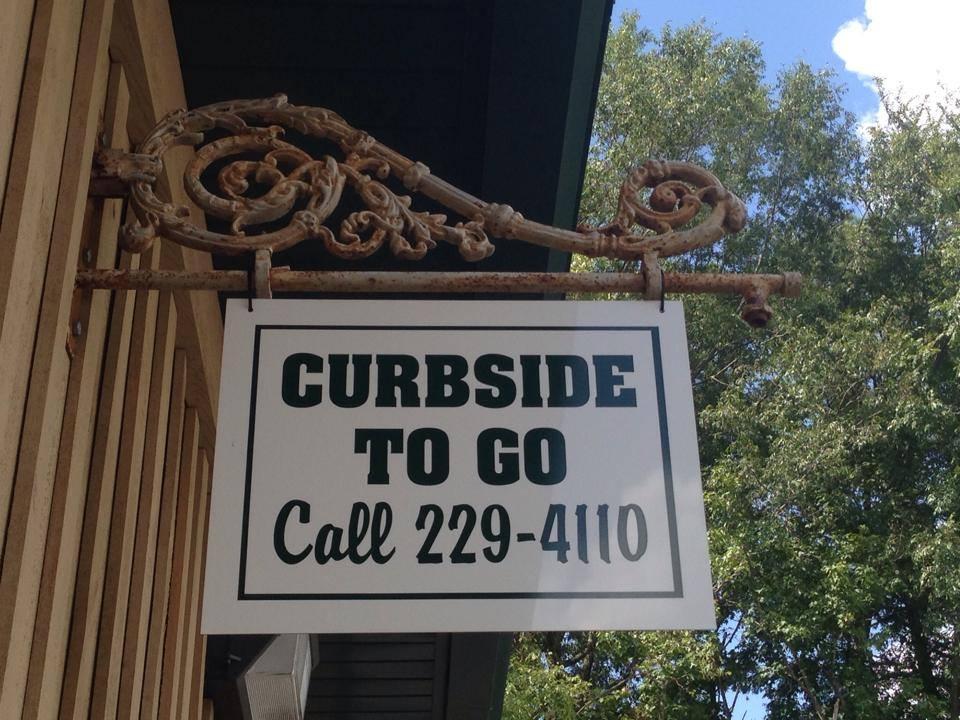 CURBSIDE
TO GO
Call 229-4110